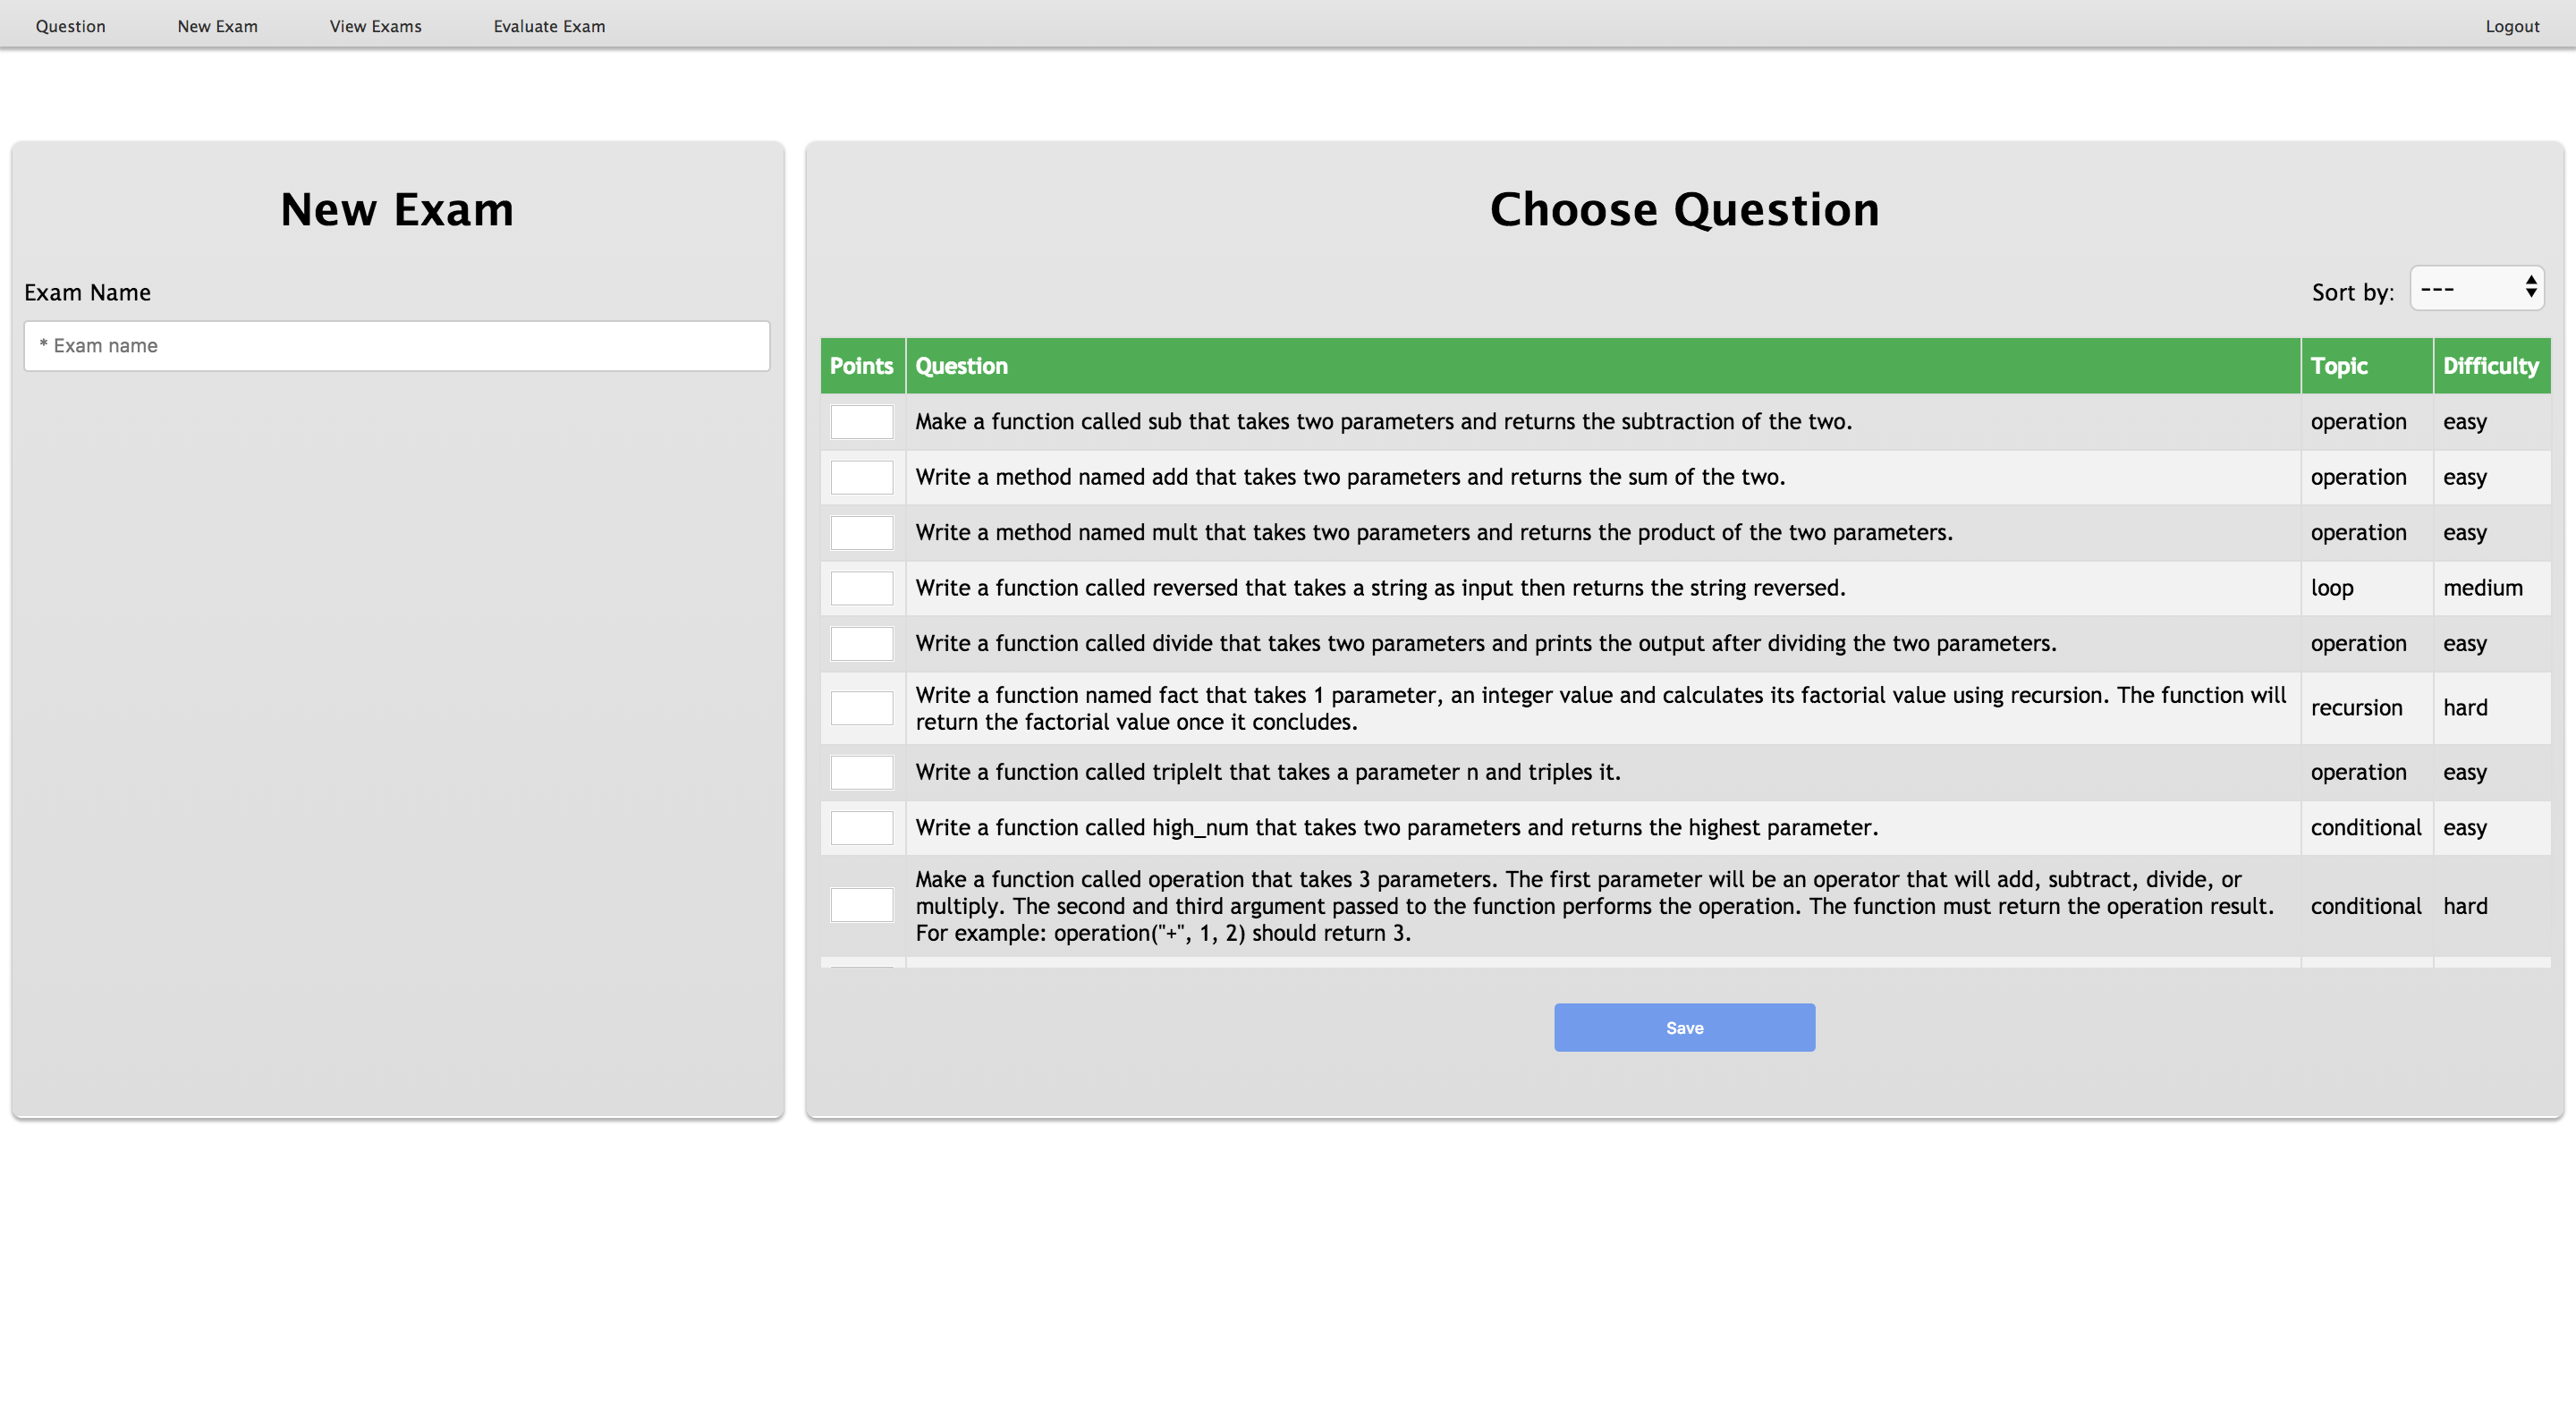 Question New Exam View Exams Evaluate Exam Logout
New Exam
Exam Name
* Exam name
Choose Question
Sort by: ---
Points Question Topic Difficulty
Make a function called sub that takes two parameters and returns the subtraction of the two. operation easy
Write a method named add that takes two parameters and returns the sum of the two. operation easy
Write a method named mult that takes two parameters and returns the product of the two parameters. operation easy
Write a function called reversed that takes a string as input then returns the string reversed. loop medium
Write a function called divide that takes two parameters and prints the output after dividing the two parameters. operation easy
Write a function named fact that takes 1 parameter, an integer value and calculates its factorial value using recursion. The function will
return the factorial value once it concludes. recursion hard
Write a function called tripleIt that takes a parameter n and triples it. operation easy
Write a function called high_num that takes two parameters and returns the highest parameter. conditional easy
Make a function called operation that takes 3 parameters. The first parameter will be an operator that will add, subtract, divide, or
multiply. The second and third argument passed to the function performs the operation. The function must return the operation result. conditional hard
For example: operation("+", 1, 2) should return 3.
Save